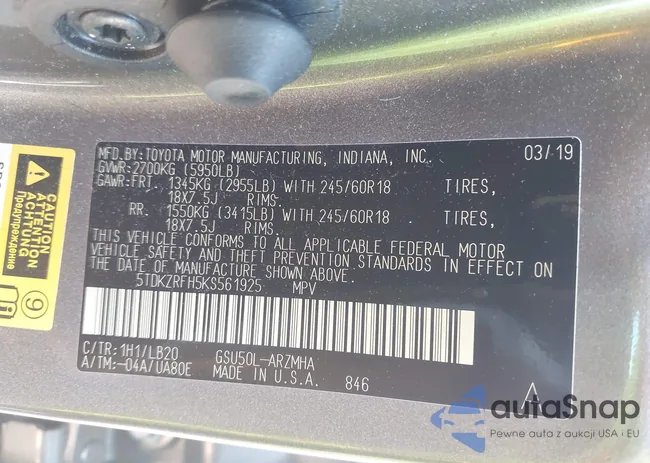 MFD.BY:TOYOTA MOTOR MANUFACTURING, INDIANA, INC. 03/19
GVWR:2700KG (5950LB)
GAWR:FRT. 1345KG (2955LB) WITH 245/60R18 TIRES,
18X7.5J RIMS.
RR. 1550KG (3415LB) WITH 245/60R18 TIRES,
18X7.5J RIMS.
THIS VEHICLE CONFORMS TO ALL APPLICABLE FEDERAL MOTOR
VEHICLE SAFETY AND THEFT PREVENTION STANDARDS IN EFFECT ON
THE DATE OF MANUFACTURE SHOWN ABOVE.
5TDKZRFH5KS561925 MPV
C/TR:1H1/LB20 GSU50L-ARZMHA
A/TM:-04A/UA80E MADE IN U.S.A. 846
CAUTION
ATTENTION
ACHTUNG
Предупреждение
9
autoSnap
Pewne auta z aukcji USA i EU